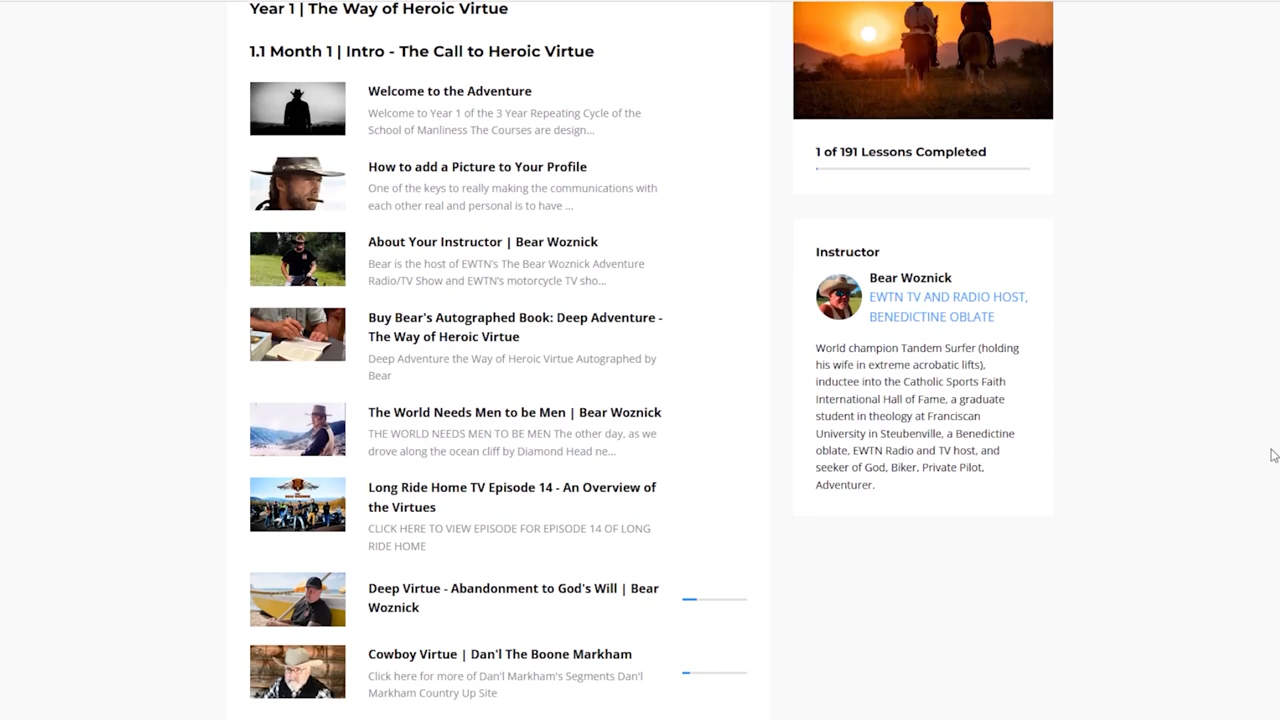 Year 1 | The Way of Heroic Virtue
1.1 Month 1 | Intro - The Call to Heroic Virtue
Welcome to the Adventure
Welcome to Year 1 of the 3 Year Repeating Cycle of the
School of Manliness The Courses are design...
How to add a Picture to Your Profile
One of the keys to really making the communications with
each other real and personal is to have ...
About Your Instructor | Bear Woznick
Bear is the host of EWTN's The Bear Woznick Adventure
Radio/TV Show and EWTN's motorcycle TV sho...
Buy Bear's Autographed Book: Deep Adventure -
The Way of Heroic Virtue
Deep Adventure the Way of Heroic Virtue Autographed by
Bear
The World Needs Men to be Men | Bear Woznick
THE WORLD NEEDS MEN TO BE MEN The other day, as we
drove along the ocean cliff by Diamond Head ne...
Long Ride Home TV Episode 14 - An Overview of
the Virtues
CLICK HERE TO VIEW EPISODE FOR EPISODE 14 OF LONG
RIDE HOME
Deep Virtue - Abandonment to God's Will | Bear
Woznick
Cowboy Virtue | Dan'l The Boone Markham
Click here for more of Dan'l Markham's Segments Dan'l
Markham Country Up Site
1 of 191 Lessons Completed
Instructor
Bear Woznick
EWTN TV AND RADIO HOST,
BENEDICTINE OBLATE
World champion Tandem Surfer (holding
his wife in extreme acrobatic lifts),
inductee into the Catholic Sports Faith
International Hall of Fame, a graduate
student in theology at Franciscan
University in Steubenville, a Benedictine
oblate, EWTN Radio and TV host, and
seeker of God, Biker, Private Pilot,
Adventurer.